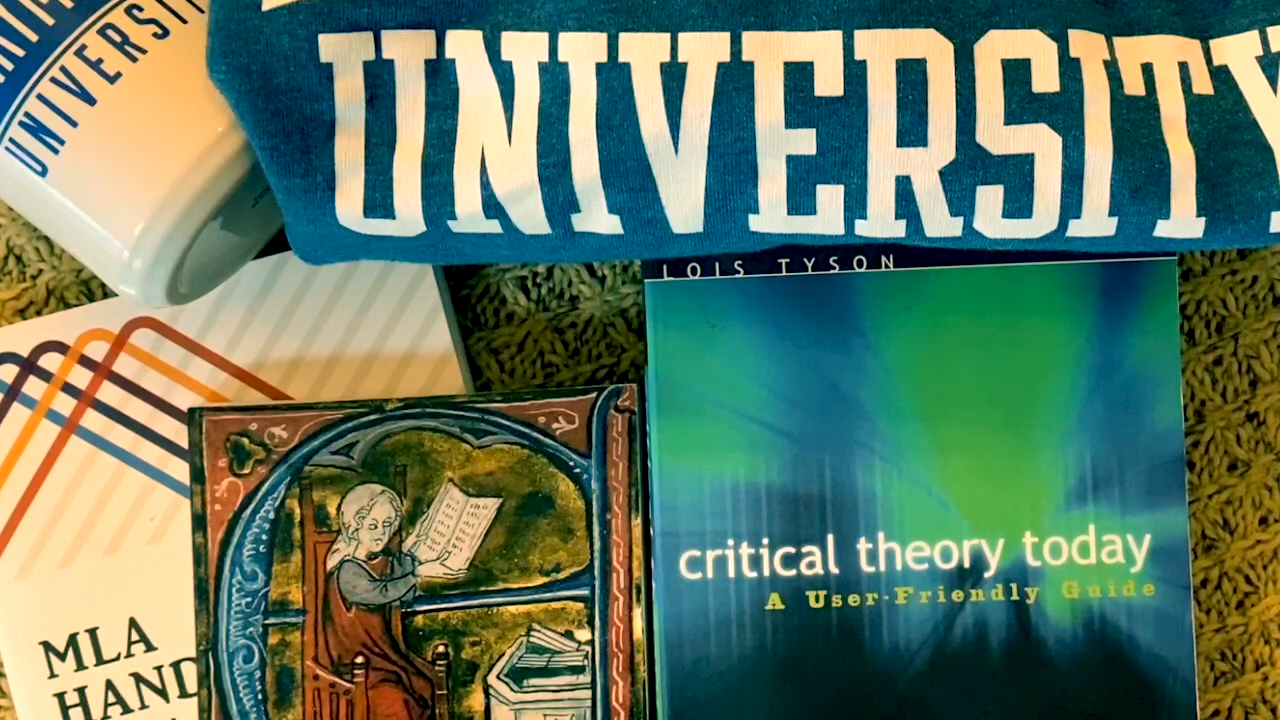 UNIVERSITY
UNIVERSITY
LOIS TYSON
critical theory today
A User-Friendly Guide
MLA
HAND